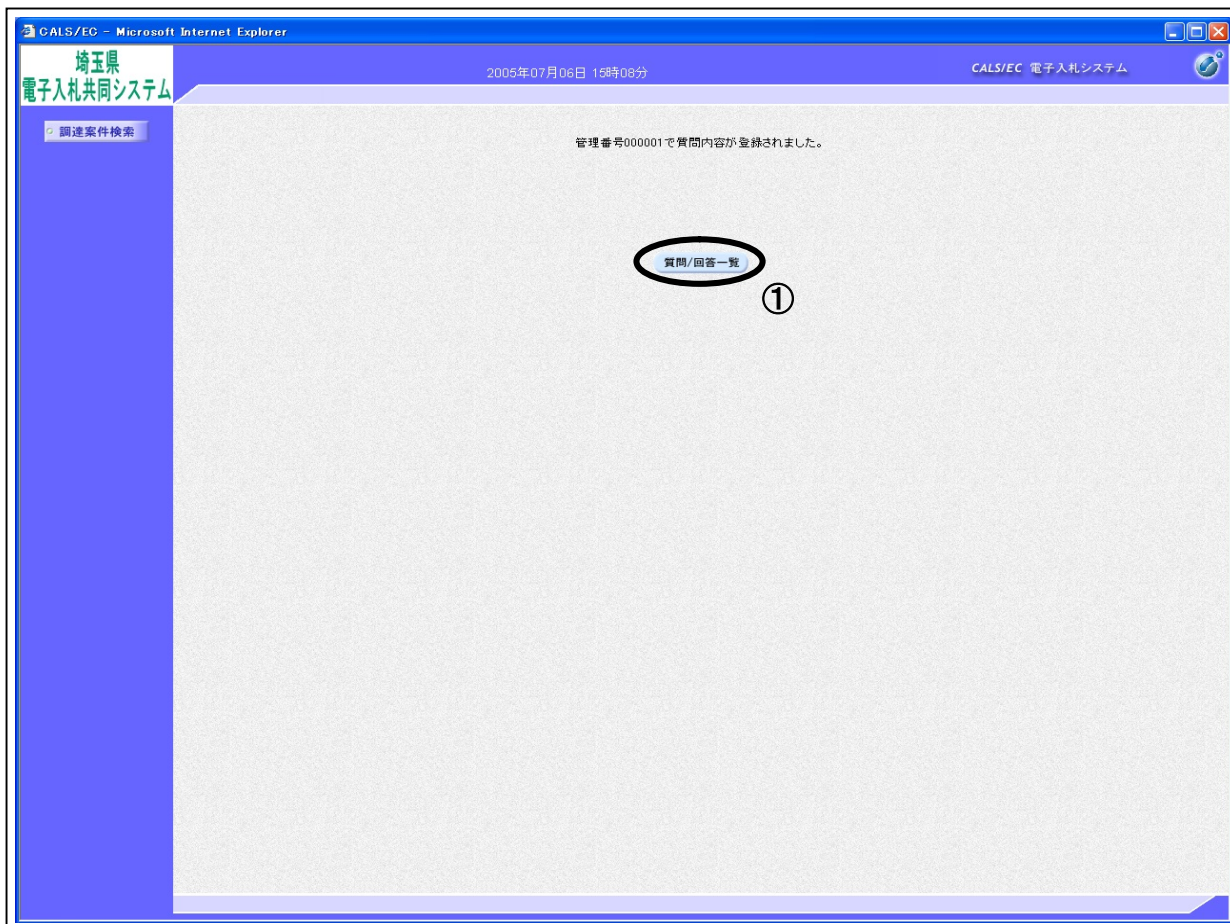 CALS/EC - Microsoft Internet Explorer
埼玉県
電子入札共同システム
2005年07月06日 15時08分
CALS/EC 電子入札システム
調達案件検索
管理番号000001で質問内容が登録されました。
質問/回答一覧
①